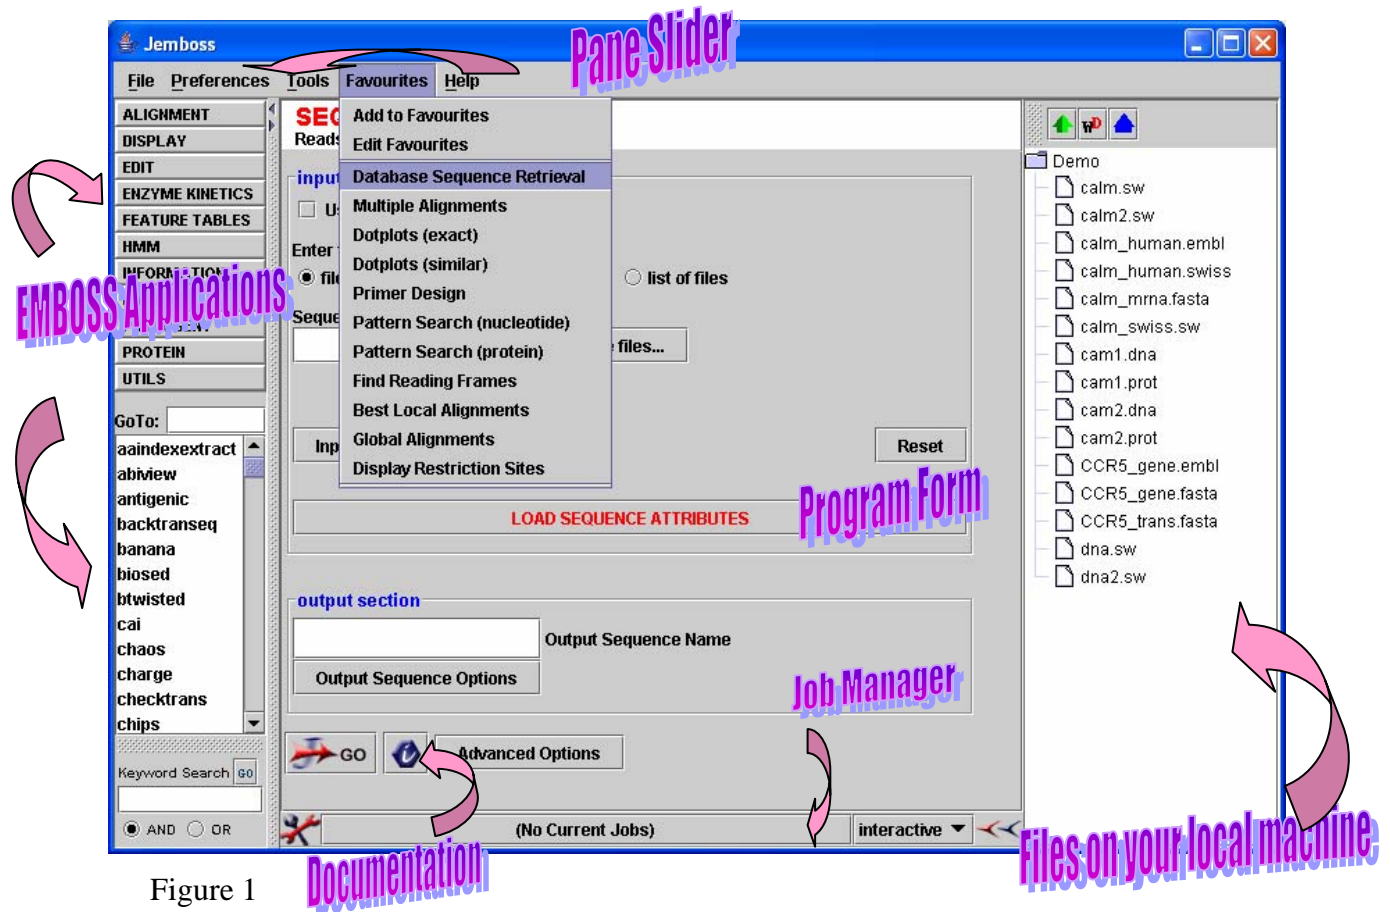 Jemboss
Pane Slider
File Preferences Tools Favourites Help
ALIGNMENT
DISPLAY
EDIT
ENZYME KINETICS
FEATURE TABLES
HMM
INFORMATION
EMBOSS Applications
PROTEIN
UTILS
GoTo:
aaindexextract
abiview
antigenic
backtranseq
banana
biosed
btwisted
cai
chaos
charge
checktrans
chips
Keyword Search GO
AND OR
Add to Favourites
Edit Favourites
Database Sequence Retrieval
Multiple Alignments
Dotplots (exact)
Dotplots (similar)
Primer Design
Pattern Search (nucleotide)
Pattern Search (protein)
Find Reading Frames
Best Local Alignments
Global Alignments
Display Restriction Sites
Reads
input
Enter
list of files
files...
Reset
Program Form
LOAD SEQUENCE ATTRIBUTES
output section
Output Sequence Name
Output Sequence Options
Job Manager
GO
Advanced Options
(No Current Jobs) interactive
Documentation
Demo
calm.sw
calm2.sw
calm_human.embl
calm_human.swiss
calm_mrna.fasta
calm_swiss.sw
cam1.dna
cam1.prot
cam2.dna
cam2.prot
CCR5_gene.embl
CCR5_gene.fasta
CCR5_trans.fasta
dna.sw
dna2.sw
Files on your local machine
Figure 1